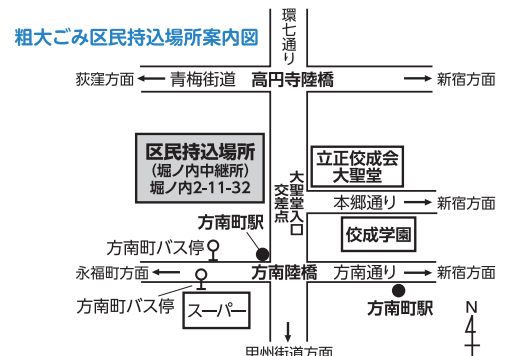 粗大ごみ区民持込場所案内図
環七通り
荻窪方面
青梅街道
高円寺陸橋
新宿方面
区民持込場所
(堀ノ内中継所)
堀ノ内2-11-32
大聖堂入口
交差点
立正佼成会
大聖堂
本郷通り
新宿方面
佼成学園
方南町駅
方南町バス停
永福町方面
方南陸橋
方南通り
新宿方面
方南町バス停
スーパー
方南町駅
N
甲州街道方面